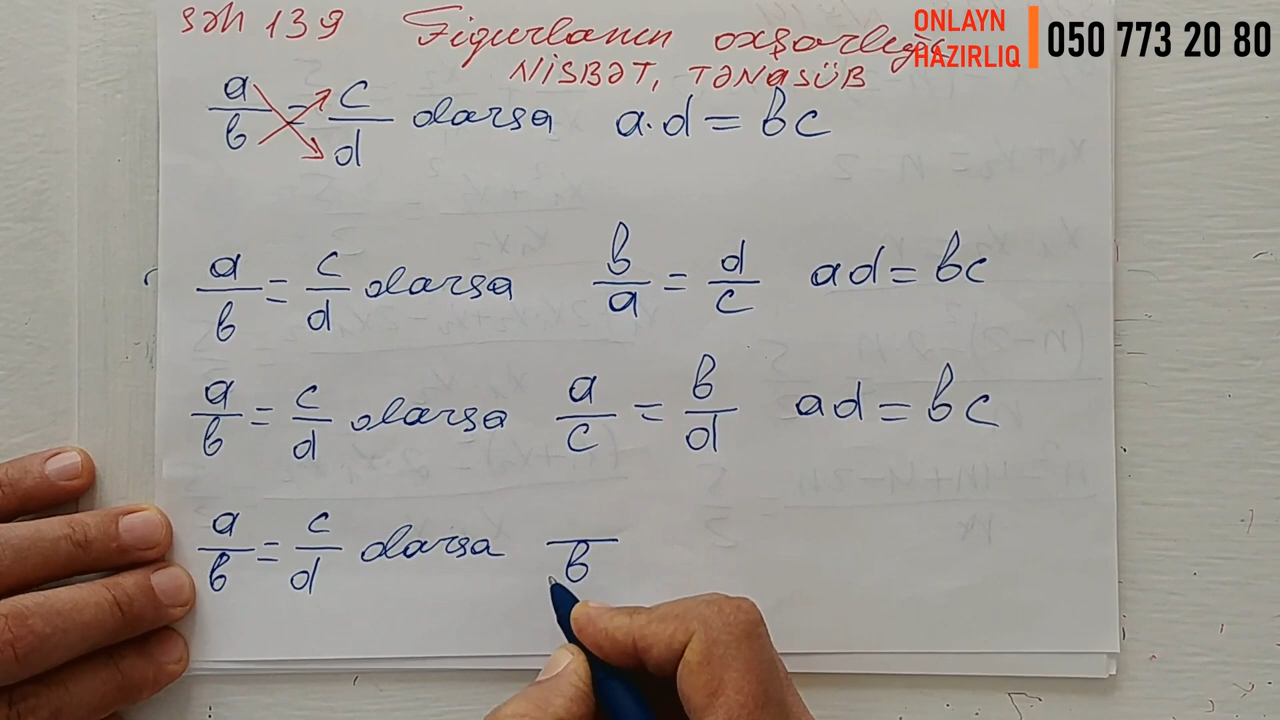 səh 139 Fiqurların oxşarlığı
NİSBƏT, TƏNASÜB
ONLAYN HAZIRLIQ 050 773 20 80
a/b = c/d olarsa a·d = bc
a/b = c/d olarsa b/a = d/c ad = bc
a/b = c/d olarsa a/c = b/d ad = bc
a/b = c/d olarsa /b